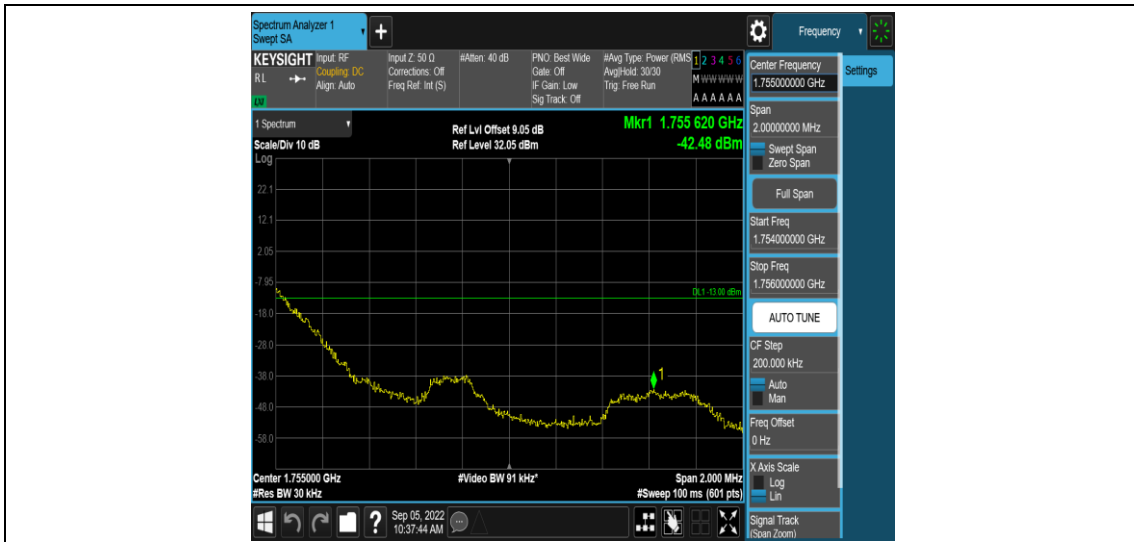 Spectrum Analyzer 1
Swept SA
+
Frequency
KEYSIGHT
RL
LXI
Input: RF
Coupling: DC
Align: Auto
Input Z: 50 Ω
Corrections: Off
Freq Ref: Int (S)
#Atten: 40 dB
PNO: Best Wide
Gate: Off
IF Gain: Low
Sig Track: Off
#Avg Type: Power (RMS
Avg|Hold: 30/30
Trig: Free Run
1 2 3 4 5 6
M W W W W W
A A A A A A
1 Spectrum
Scale/Div 10 dB
Ref Lvl Offset 9.05 dB
Ref Level 32.05 dBm
Mkr1 1.755 620 GHz
-42.48 dBm
Log
22.1
12.1
2.05
-7.95
-18.0
-28.0
-38.0
-48.0
-58.0
DL1 -13.00 dBm
1
Center 1.755000 GHz
#Res BW 30 kHz
#Video BW 91 kHz*
Span 2.000 MHz
#Sweep 100 ms (601 pts)
Center Frequency
1.755000000 GHz
Settings
Span
2.00000000 MHz
Swept Span
Zero Span
Full Span
Start Freq
1.754000000 GHz
Stop Freq
1.756000000 GHz
AUTO TUNE
CF Step
200.000 kHz
Auto
Man
Freq Offset
0 Hz
X Axis Scale
Log
Lin
Signal Track
(Span Zoom)
?
Sep 05, 2022
10:37:44 AM